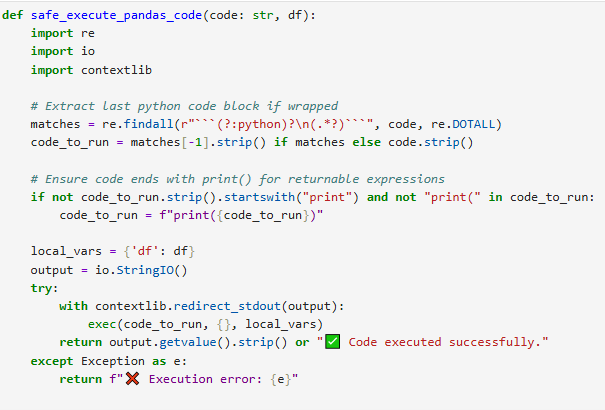 def safe_execute_pandas_code(code: str, df):
    import re
    import io
    import contextlib

    # Extract last python code block if wrapped
    matches = re.findall(r"```(?:python)?\n(.*?)```", code, re.DOTALL)
    code_to_run = matches[-1].strip() if matches else code.strip()

    # Ensure code ends with print() for returnable expressions
    if not code_to_run.strip().startswith("print") and not "print(" in code_to_run:
        code_to_run = f"print({code_to_run})"

    local_vars = {'df': df}
    output = io.StringIO()
    try:
        with contextlib.redirect_stdout(output):
            exec(code_to_run, {}, local_vars)
        return output.getvalue().strip() or "✅ Code executed successfully."
    except Exception as e:
        return f"❌ Execution error: {e}"